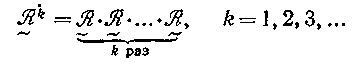 ℛ̰ᵏ = ℛ̰ · ℛ̰ · ... · ℛ̰, k = 1, 2, 3, ...
k раз